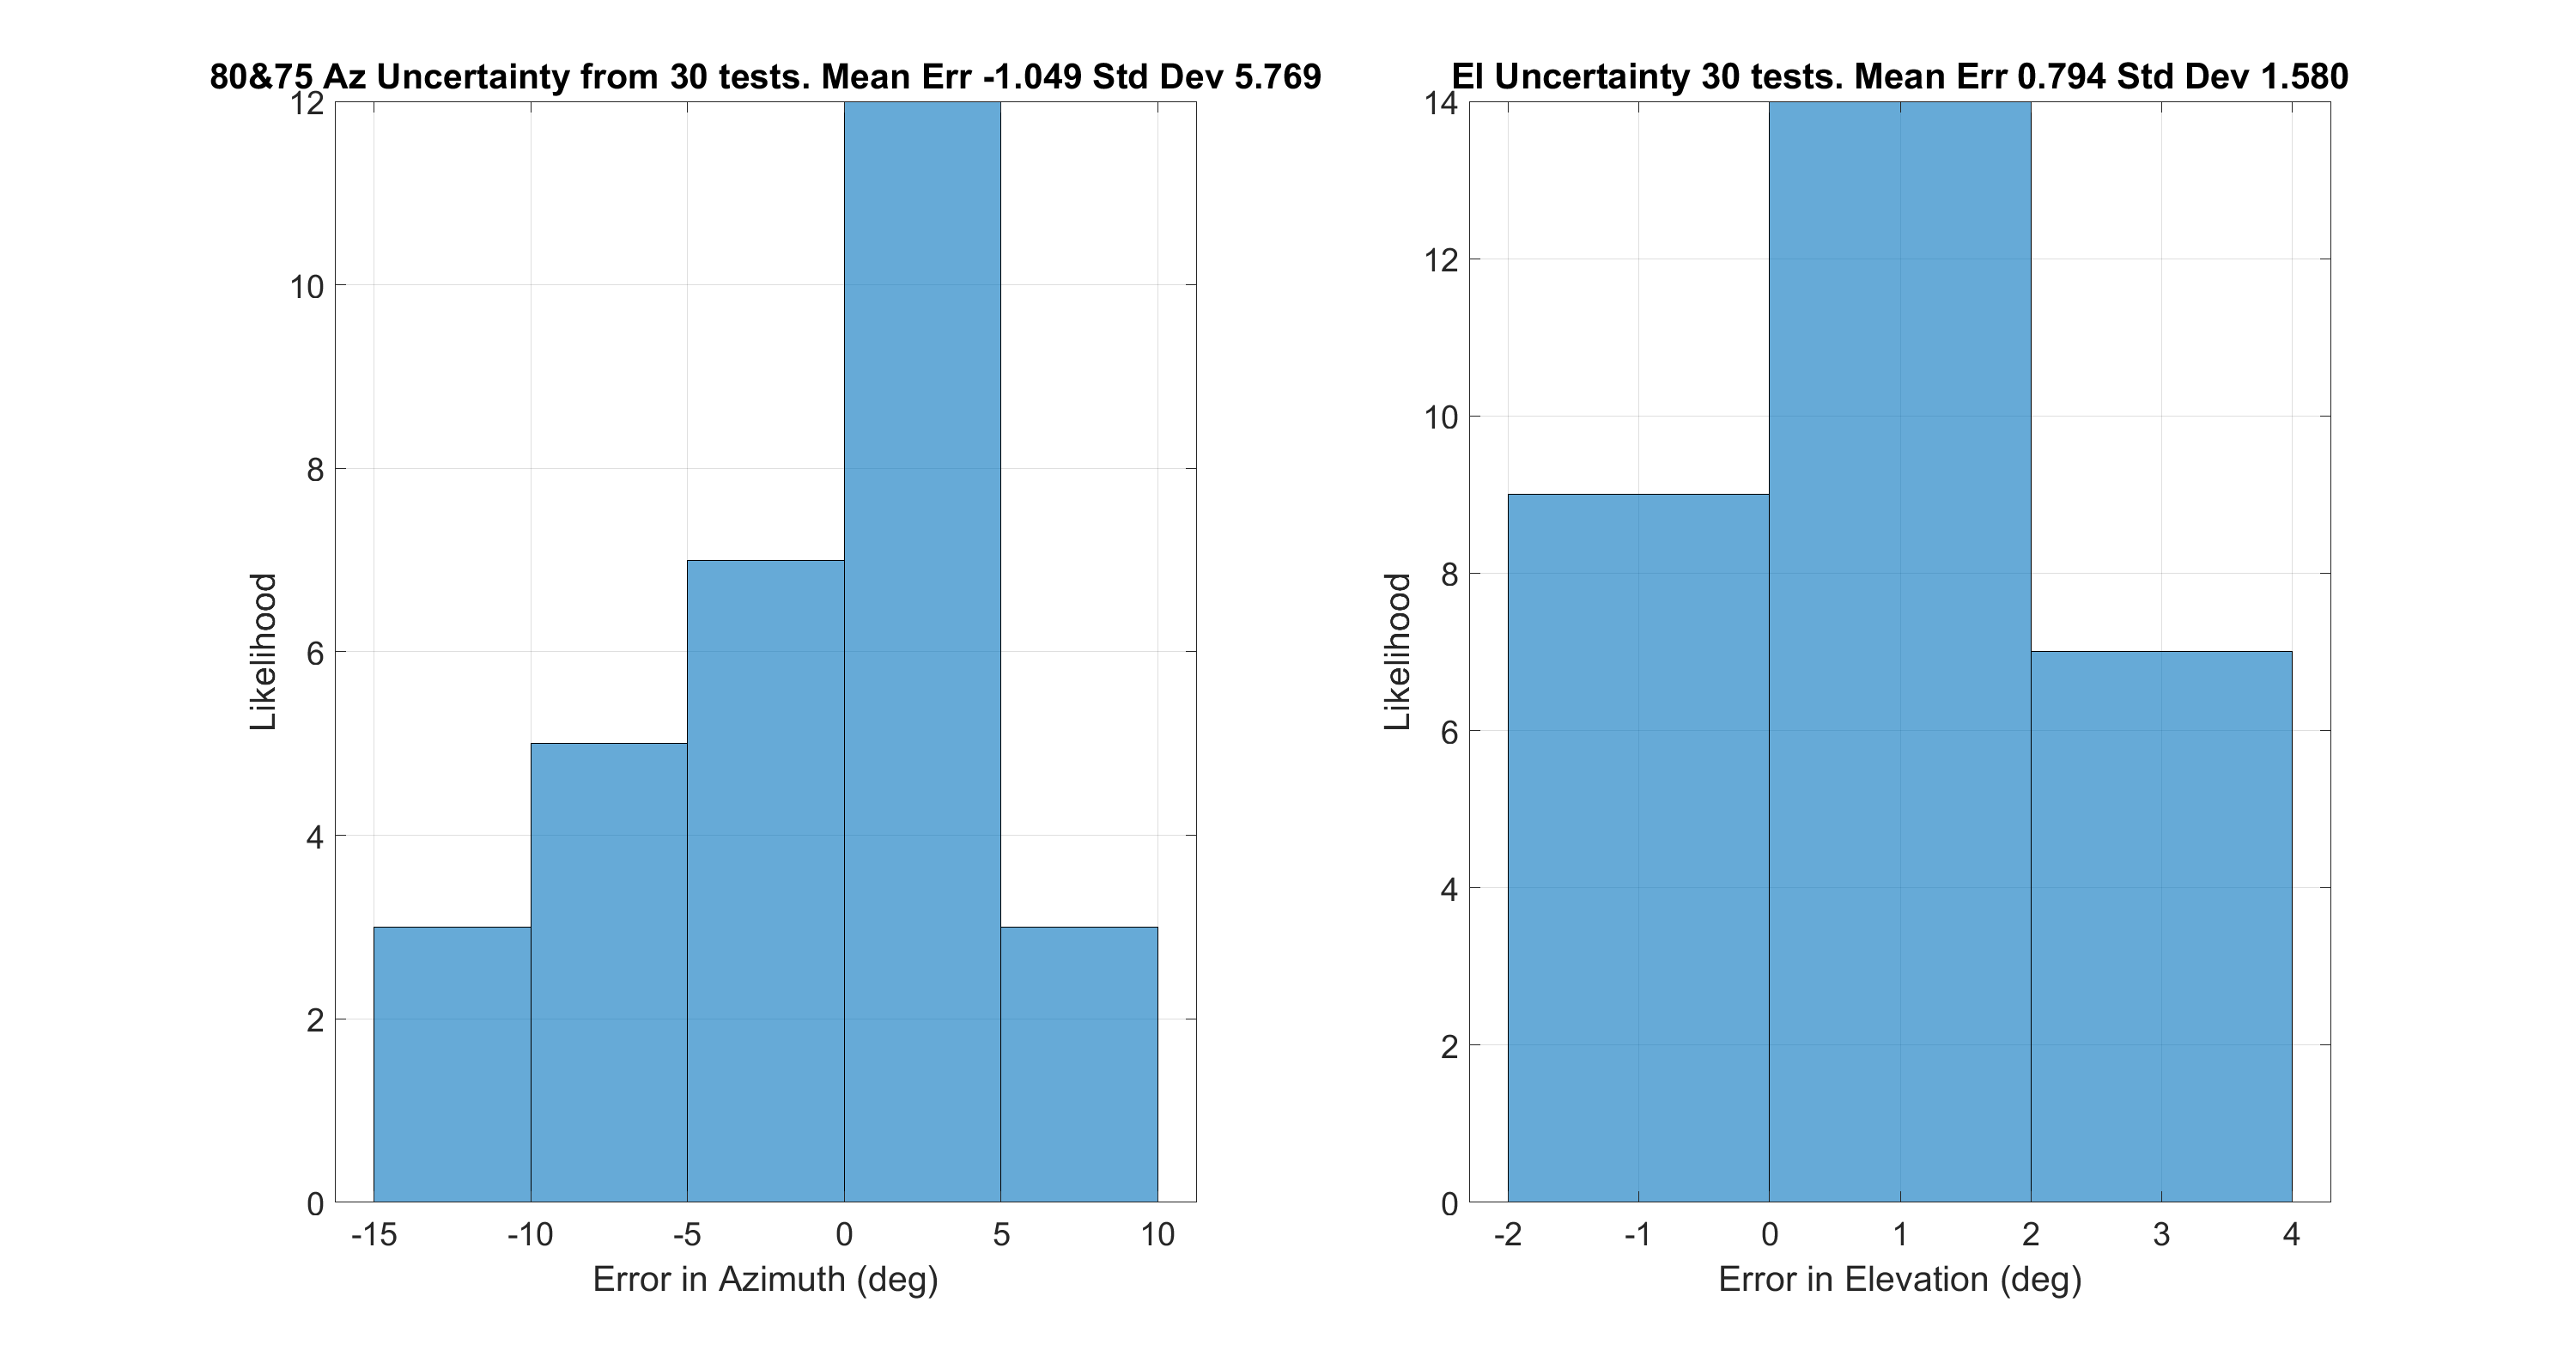 80&75 Az Uncertainty from 30 tests. Mean Err -1.049 Std Dev 5.769
12
10
8
6
4
2
0
Likelihood
-15 -10 -5 0 5 10
Error in Azimuth (deg)
El Uncertainty 30 tests. Mean Err 0.794 Std Dev 1.580
14
12
10
8
6
4
2
0
Likelihood
-2 -1 0 1 2 3 4
Error in Elevation (deg)